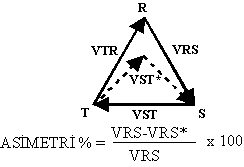 R
VTR
VRS
VST*
T
S
VST
ASİMETRİ % = VRS-VRS* x 100
VRS